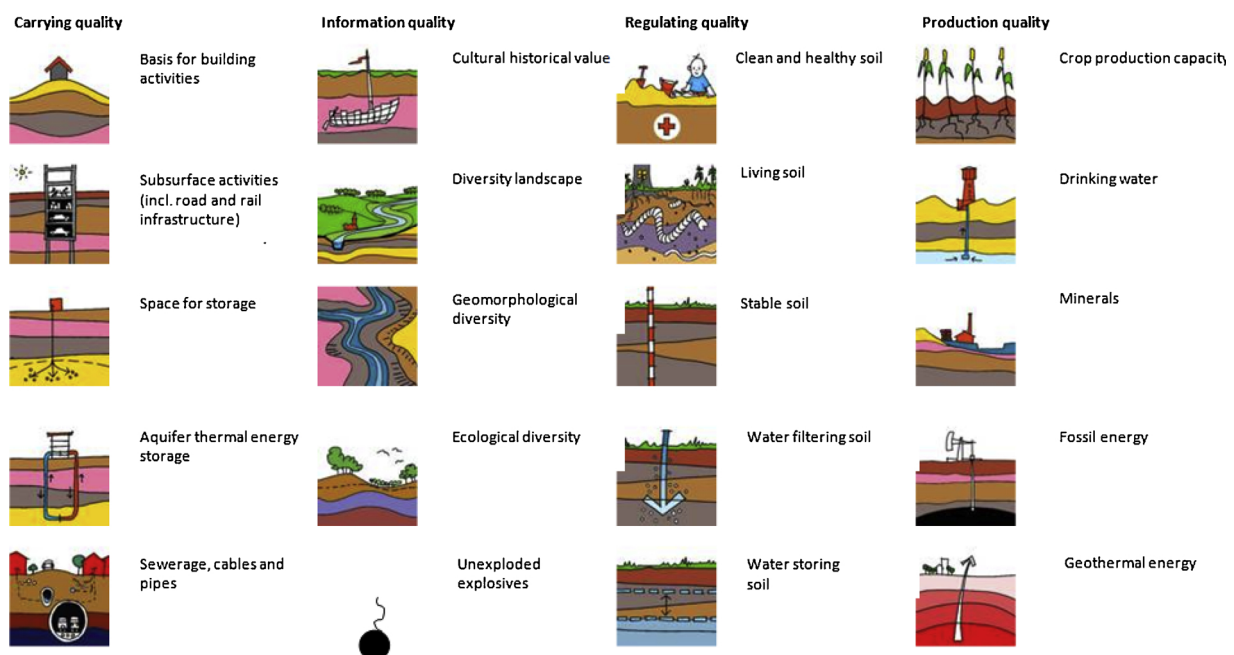 Carrying quality
Information quality
Regulating quality
Production quality
Basis for building
activities
Cultural historical value
Clean and healthy soil
Crop production capacity
Subsurface activities
(incl. road and rail
infrastructure)
Diversity landscape
Living soil
Drinking water
Space for storage
Geomorphological
diversity
Stable soil
Minerals
Aquifer thermal energy
storage
Ecological diversity
Water filtering soil
Fossil energy
Sewerage, cables and
pipes
Unexploded
explosives
Water storing
soil
Geothermal energy